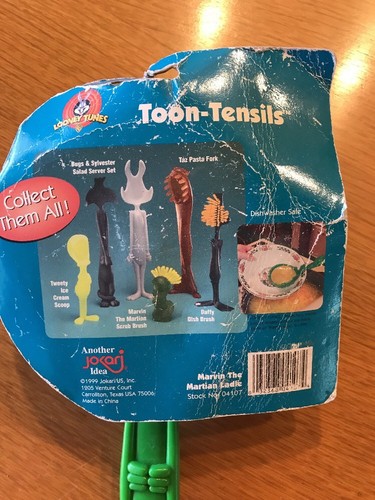 LOONEY TUNES
Toon-Tensils
Collect
Them All!
Bugs & Sylvester
Salad Server Set
Taz Pasta Fork
Tweety
Ice
Cream
Scoop
Marvin
The Martian
Scrub Brush
Daffy
Dish Brush
Dishwasher Safe
Another
Jokari
Idea
©1999 Jokari/US, Inc.
1205 Venture Court
Carrollton, Texas USA 75006
Made in China
Marvin The
Martian Ladle
Stock No. 04107